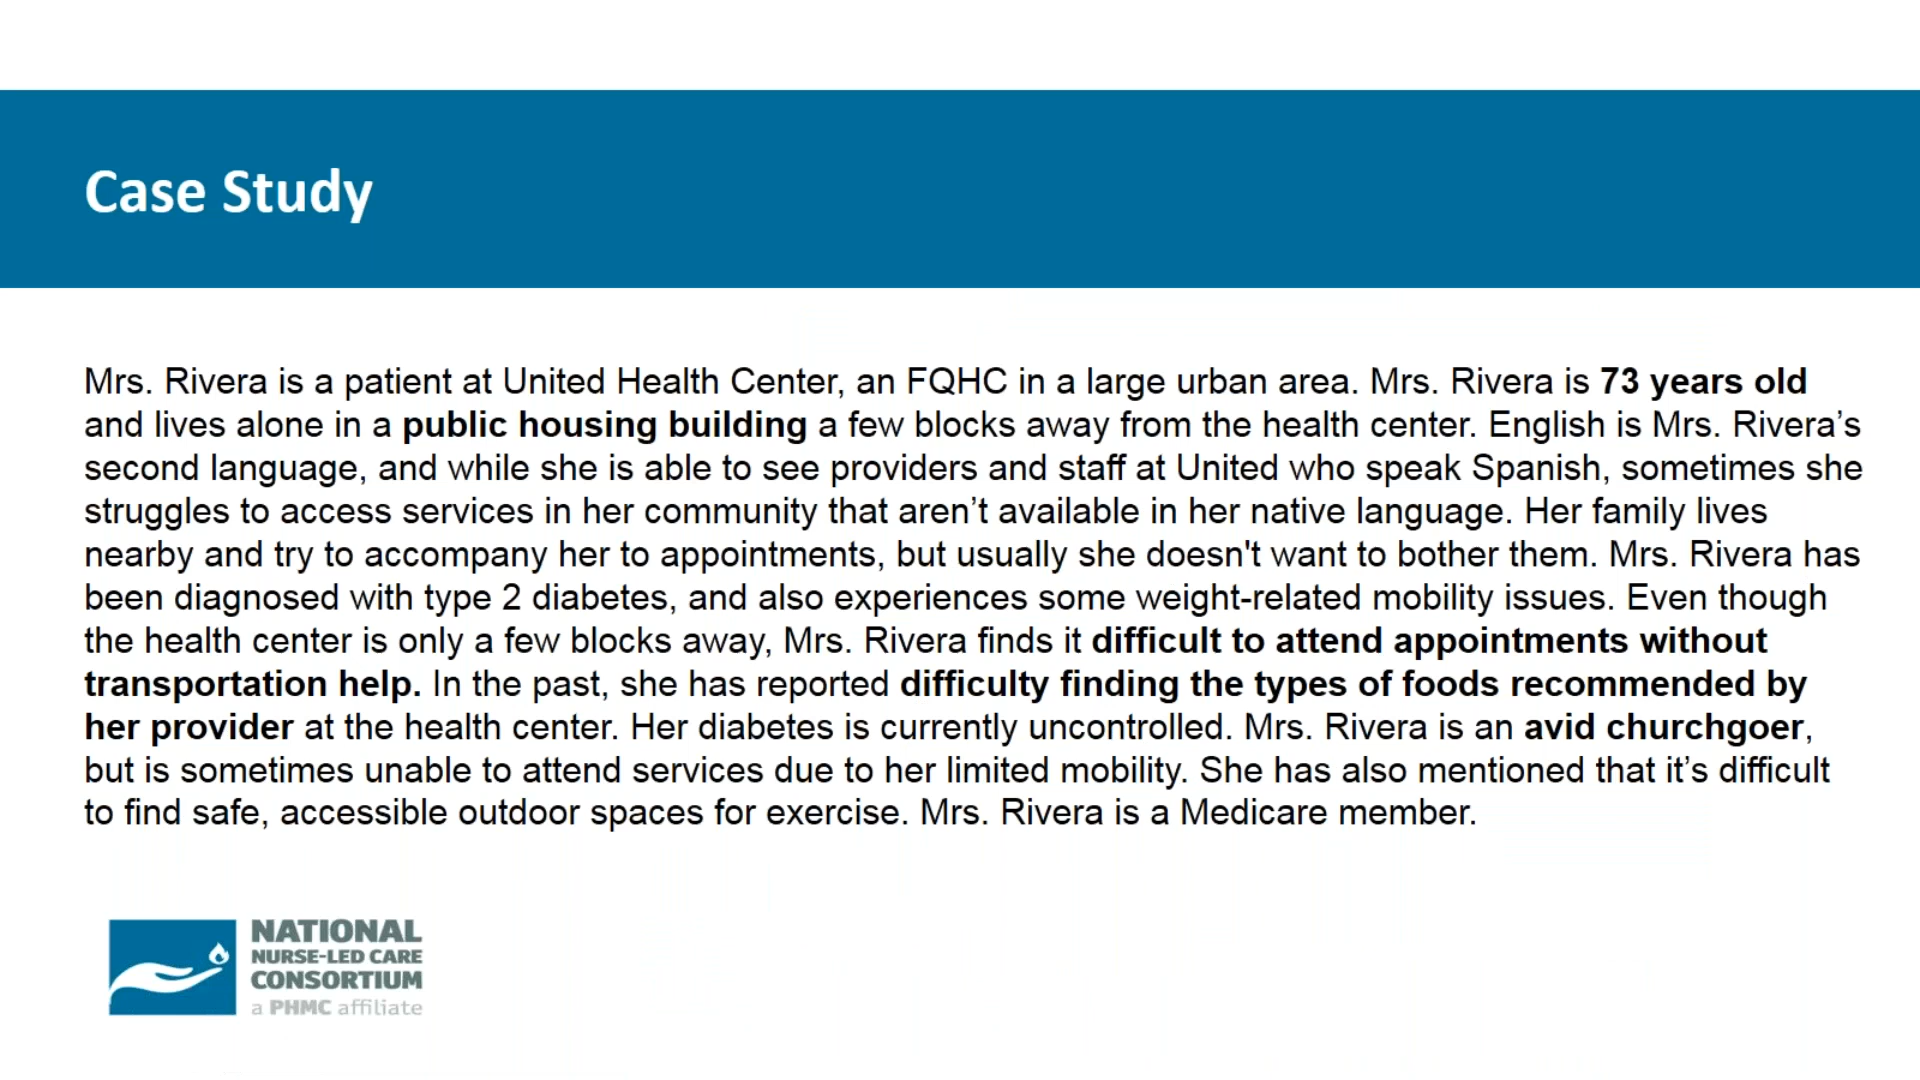 Case Study
Mrs. Rivera is a patient at United Health Center, an FQHC in a large urban area. Mrs. Rivera is 73 years old
and lives alone in a public housing building a few blocks away from the health center. English is Mrs. Rivera’s
second language, and while she is able to see providers and staff at United who speak Spanish, sometimes she
struggles to access services in her community that aren’t available in her native language. Her family lives
nearby and try to accompany her to appointments, but usually she doesn't want to bother them. Mrs. Rivera has
been diagnosed with type 2 diabetes, and also experiences some weight-related mobility issues. Even though
the health center is only a few blocks away, Mrs. Rivera finds it difficult to attend appointments without
transportation help. In the past, she has reported difficulty finding the types of foods recommended by
her provider at the health center. Her diabetes is currently uncontrolled. Mrs. Rivera is an avid churchgoer,
but is sometimes unable to attend services due to her limited mobility. She has also mentioned that it’s difficult
to find safe, accessible outdoor spaces for exercise. Mrs. Rivera is a Medicare member.
NATIONAL
NURSE-LED CARE
CONSORTIUM
a PHMC affiliate